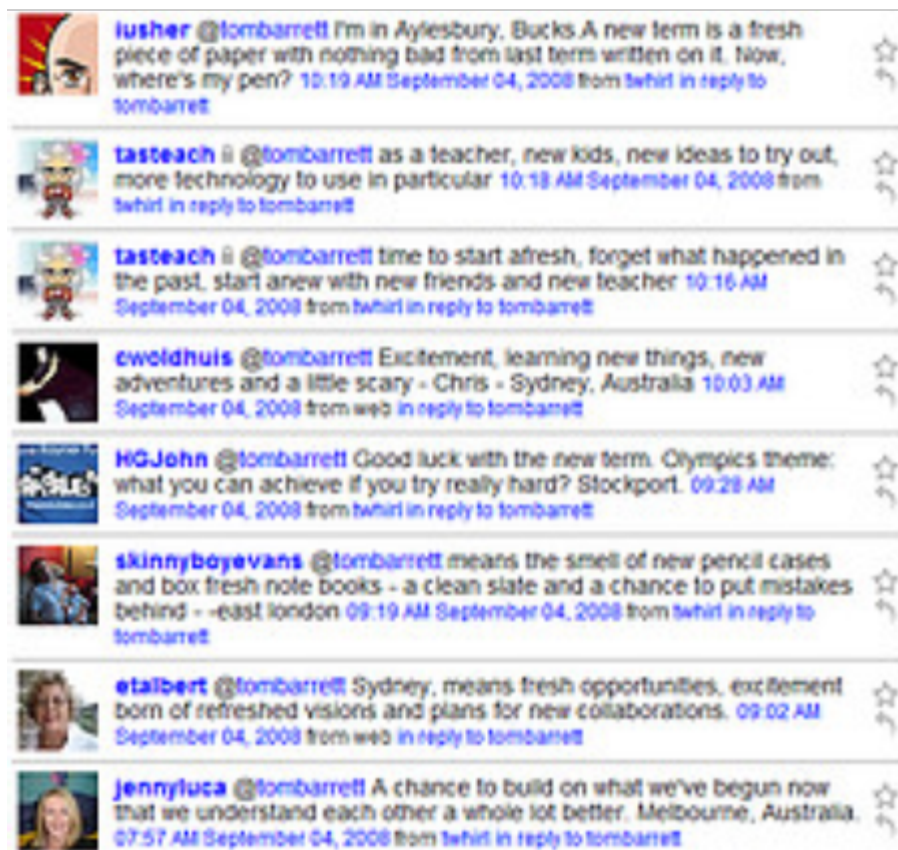 iusher @tombarrett I'm in Aylesbury, Bucks.A new term is a fresh
piece of paper with nothing bad from last term written on it. Now,
where's my pen? 10:19 AM September 04, 2008 from twhirl in reply to
tombarrett
tasteach @tombarrett as a teacher, new kids, new ideas to try out,
more technology to use in particular 10:18 AM September 04, 2008 from
twhirl in reply to tombarrett
tasteach @tombarrett time to start afresh, forget what happened in
the past, start anew with new friends and new teacher 10:16 AM
September 04, 2008 from twhirl in reply to tombarrett
cwoldhuis @tombarrett Excitement, learning new things, new
adventures and a little scary - Chris - Sydney, Australia 10:03 AM
September 04, 2008 from web in reply to tombarrett
HGJohn @tombarrett Good luck with the new term. Olympics theme:
what you can achieve if you try really hard? Stockport. 09:28 AM
September 04, 2008 from twhirl in reply to tombarrett
skinnyboyevans @tombarrett means the smell of new pencil cases
and box fresh note books - a clean slate and a chance to put mistakes
behind - -east london 09:19 AM September 04, 2008 from twhirl in reply to
tombarrett
etalbert @tombarrett Sydney, means fresh opportunities, excitement
born of refreshed visions and plans for new collaborations. 09:02 AM
September 04, 2008 from web in reply to tombarrett
jennyluca @tombarrett A chance to build on what we've begun now
that we understand each other a whole lot better. Melbourne, Australia.
07:57 AM September 04, 2008 from twhirl in reply to tombarrett